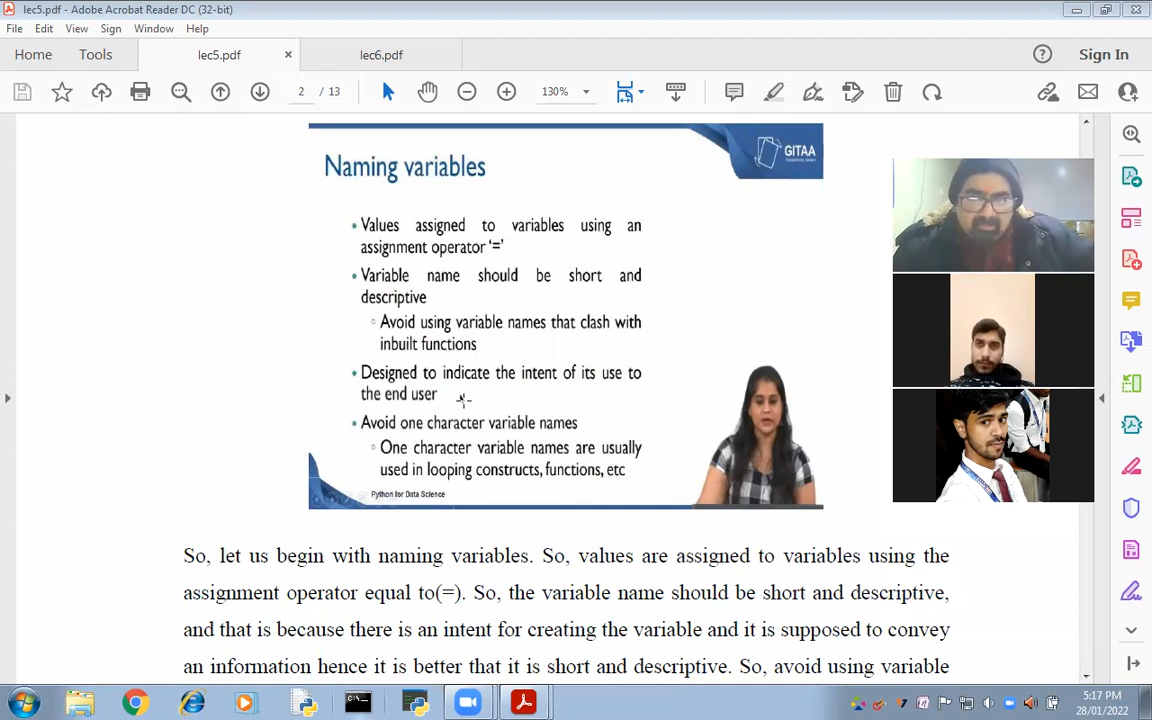 lec5.pdf - Adobe Acrobat Reader DC (32-bit)
File Edit View Sign Window Help
Home Tools lec5.pdf × lec6.pdf ? Sign In
2 / 13 130%
GITAA
Naming variables
• Values assigned to variables using an
assignment operator '='
• Variable name should be short and
descriptive
◦ Avoid using variable names that clash with
inbuilt functions
• Designed to indicate the intent of its use to
the end user
• Avoid one character variable names
◦ One character variable names are usually
used in looping constructs, functions, etc
Python for Data Science
So, let us begin with naming variables. So, values are assigned to variables using the
assignment operator equal to(=). So, the variable name should be short and descriptive,
and that is because there is an intent for creating the variable and it is supposed to convey
an information hence it is better that it is short and descriptive. So, avoid using variable
5:17 PM
28/01/2022